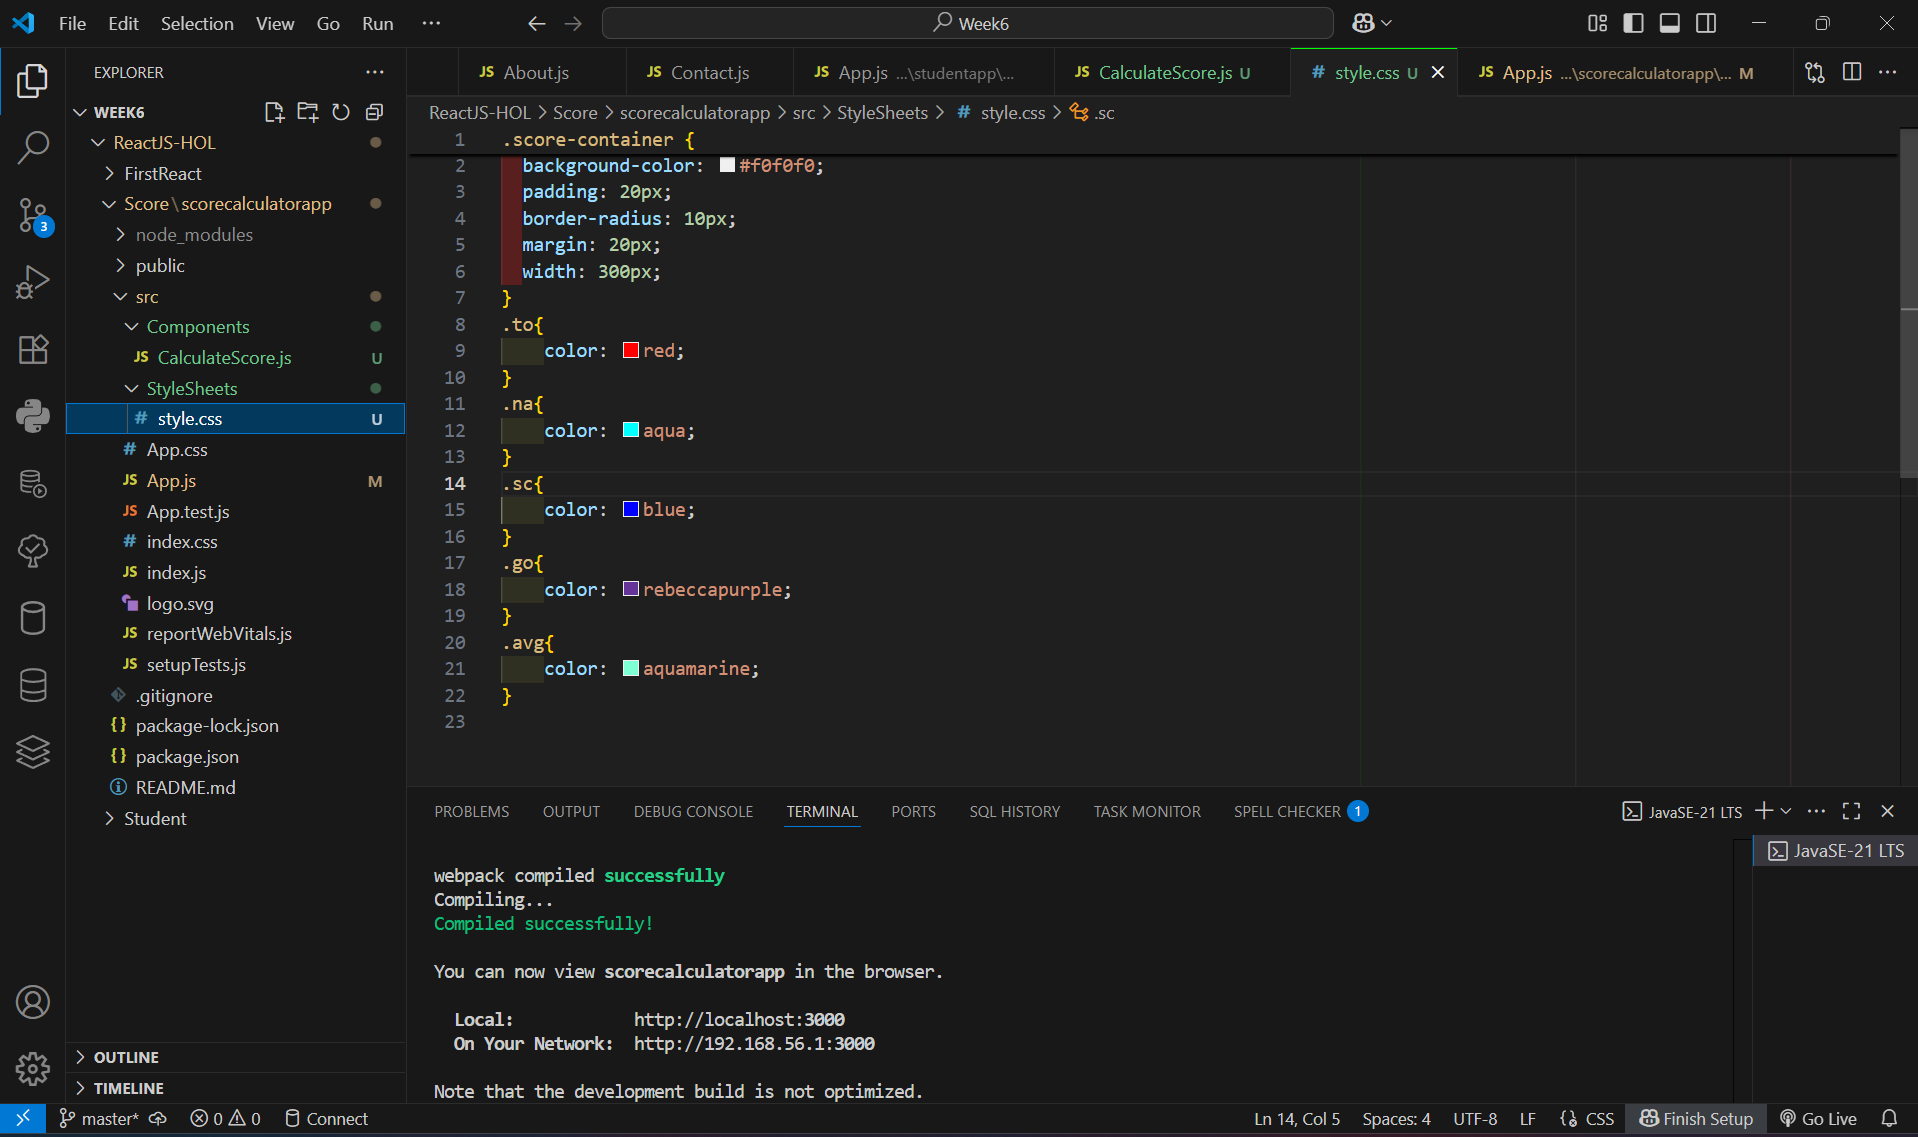 File Edit Selection View Go Run ··· Week6
EXPLORER
WEEK6
ReactJS-HOL
FirstReact
Score\scorecalculatorapp
node_modules
public
src
Components
JS CalculateScore.js U
StyleSheets
# style.css U
# App.css
JS App.js M
JS App.test.js
# index.css
JS index.js
logo.svg
JS reportWebVitals.js
JS setupTests.js
.gitignore
{} package-lock.json
{} package.json
README.md
Student
OUTLINE
TIMELINE
JS About.js JS Contact.js JS App.js ...\studentapp\... JS CalculateScore.js U # style.css U JS App.js ...\scorecalculatorapp\... M
ReactJS-HOL > Score > scorecalculatorapp > src > StyleSheets > # style.css > .sc
1 .score-container {
2 background-color: #f0f0f0;
3 padding: 20px;
4 border-radius: 10px;
5 margin: 20px;
6 width: 300px;
7 }
8 .to{
9 color: red;
10 }
11 .na{
12 color: aqua;
13 }
14 .sc{
15 color: blue;
16 }
17 .go{
18 color: rebeccapurple;
19 }
20 .avg{
21 color: aquamarine;
22 }
23
PROBLEMS OUTPUT DEBUG CONSOLE TERMINAL PORTS SQL HISTORY TASK MONITOR SPELL CHECKER 1 JavaSE-21 LTS
JavaSE-21 LTS
webpack compiled successfully
Compiling...
Compiled successfully!
You can now view scorecalculatorapp in the browser.
Local: http://localhost:3000
On Your Network: http://192.168.56.1:3000
Note that the development build is not optimized.
3
master* 0 0 Connect Ln 14, Col 5 Spaces: 4 UTF-8 LF CSS Finish Setup Go Live